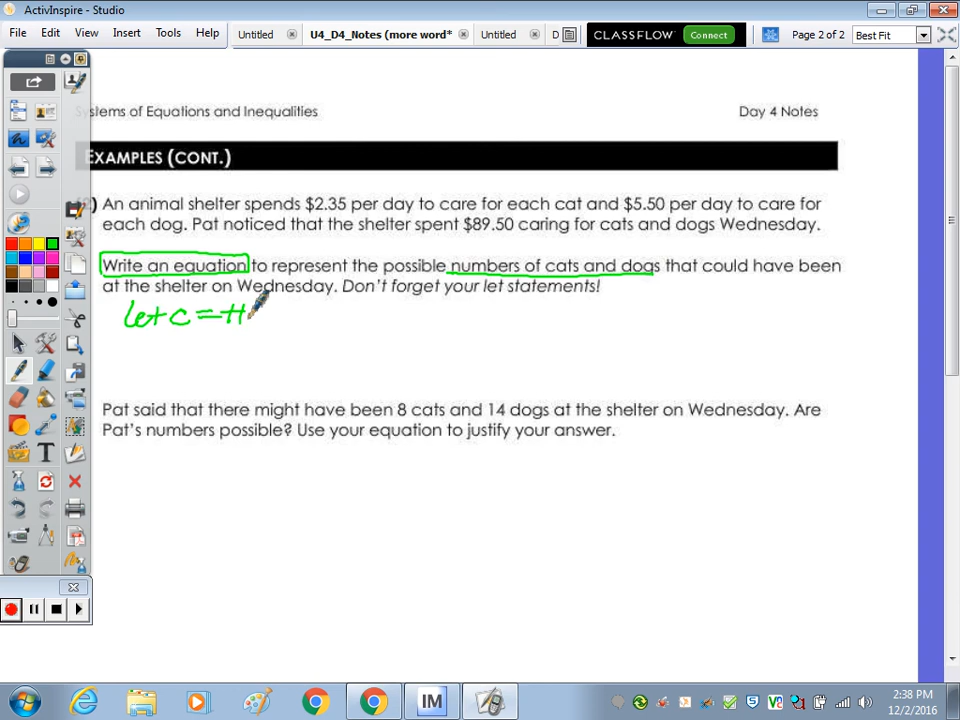 ActivInspire - Studio
File Edit View Insert Tools Help Untitled U4_D4_Notes (more word* Untitled D CLASSFLOW Connect Page 2 of 2 Best Fit
Systems of Equations and Inequalities Day 4 Notes
EXAMPLES (CONT.)
2) An animal shelter spends $2.35 per day to care for each cat and $5.50 per day to care for
each dog. Pat noticed that the shelter spent $89.50 caring for cats and dogs Wednesday.
Write an equation to represent the possible numbers of cats and dogs that could have been
at the shelter on Wednesday. Don't forget your let statements!
let c = #
Pat said that there might have been 8 cats and 14 dogs at the shelter on Wednesday. Are
Pat's numbers possible? Use your equation to justify your answer.
IM
2:38 PM
12/2/2016